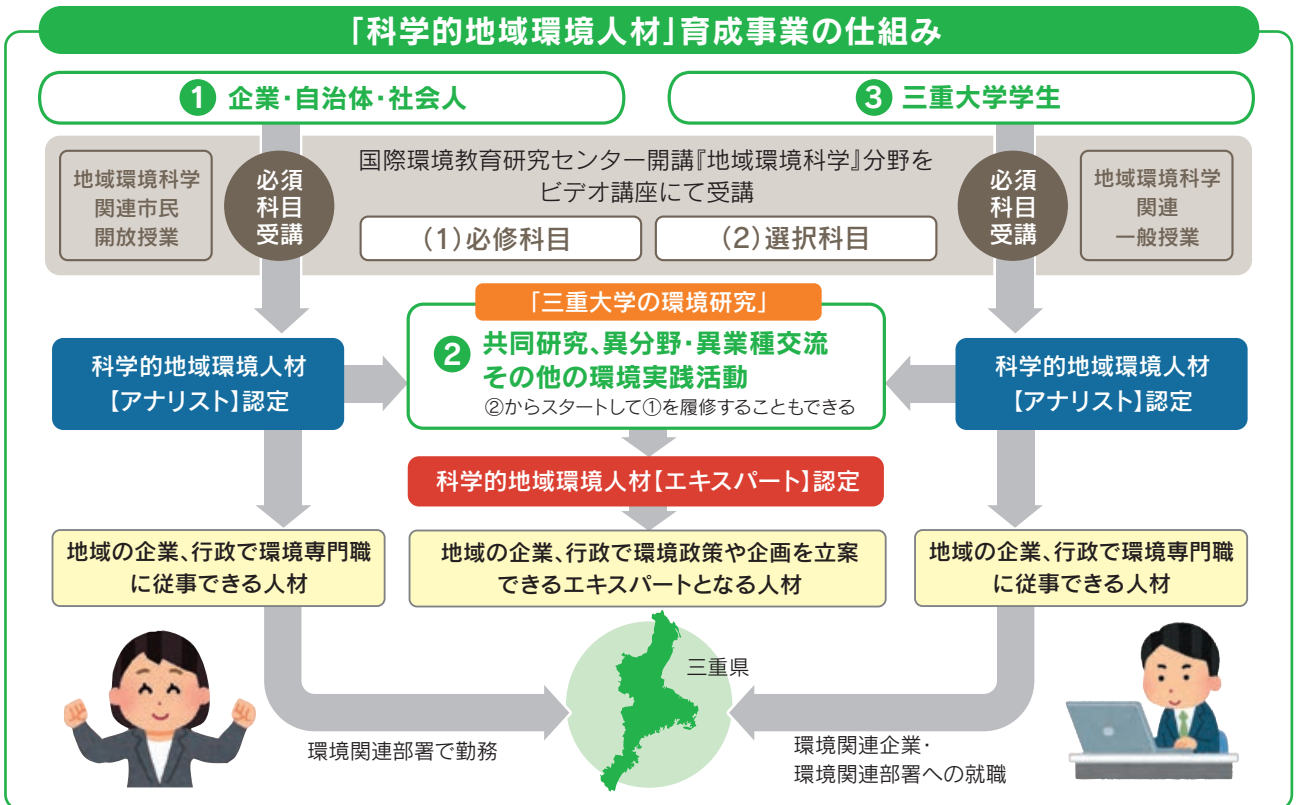 「科学的地域環境人材」育成事業の仕組み
① 企業・自治体・社会人
③ 三重大学学生
地域環境科学
関連市民
開放授業
必須
科目
受講
国際環境教育研究センター開講『地域環境科学』分野を
ビデオ講座にて受講
(1)必修科目
(2)選択科目
必須
科目
受講
地域環境科学
関連
一般授業
「三重大学の環境研究」
② 共同研究、異分野・異業種交流
その他の環境実践活動
②からスタートして①を履修することもできる
科学的地域環境人材
【アナリスト】認定
科学的地域環境人材
【アナリスト】認定
科学的地域環境人材【エキスパート】認定
地域の企業、行政で環境専門職
に従事できる人材
地域の企業、行政で環境政策や企画を立案
できるエキスパートとなる人材
地域の企業、行政で環境専門職
に従事できる人材
三重県
環境関連部署で勤務
環境関連企業・
環境関連部署への就職